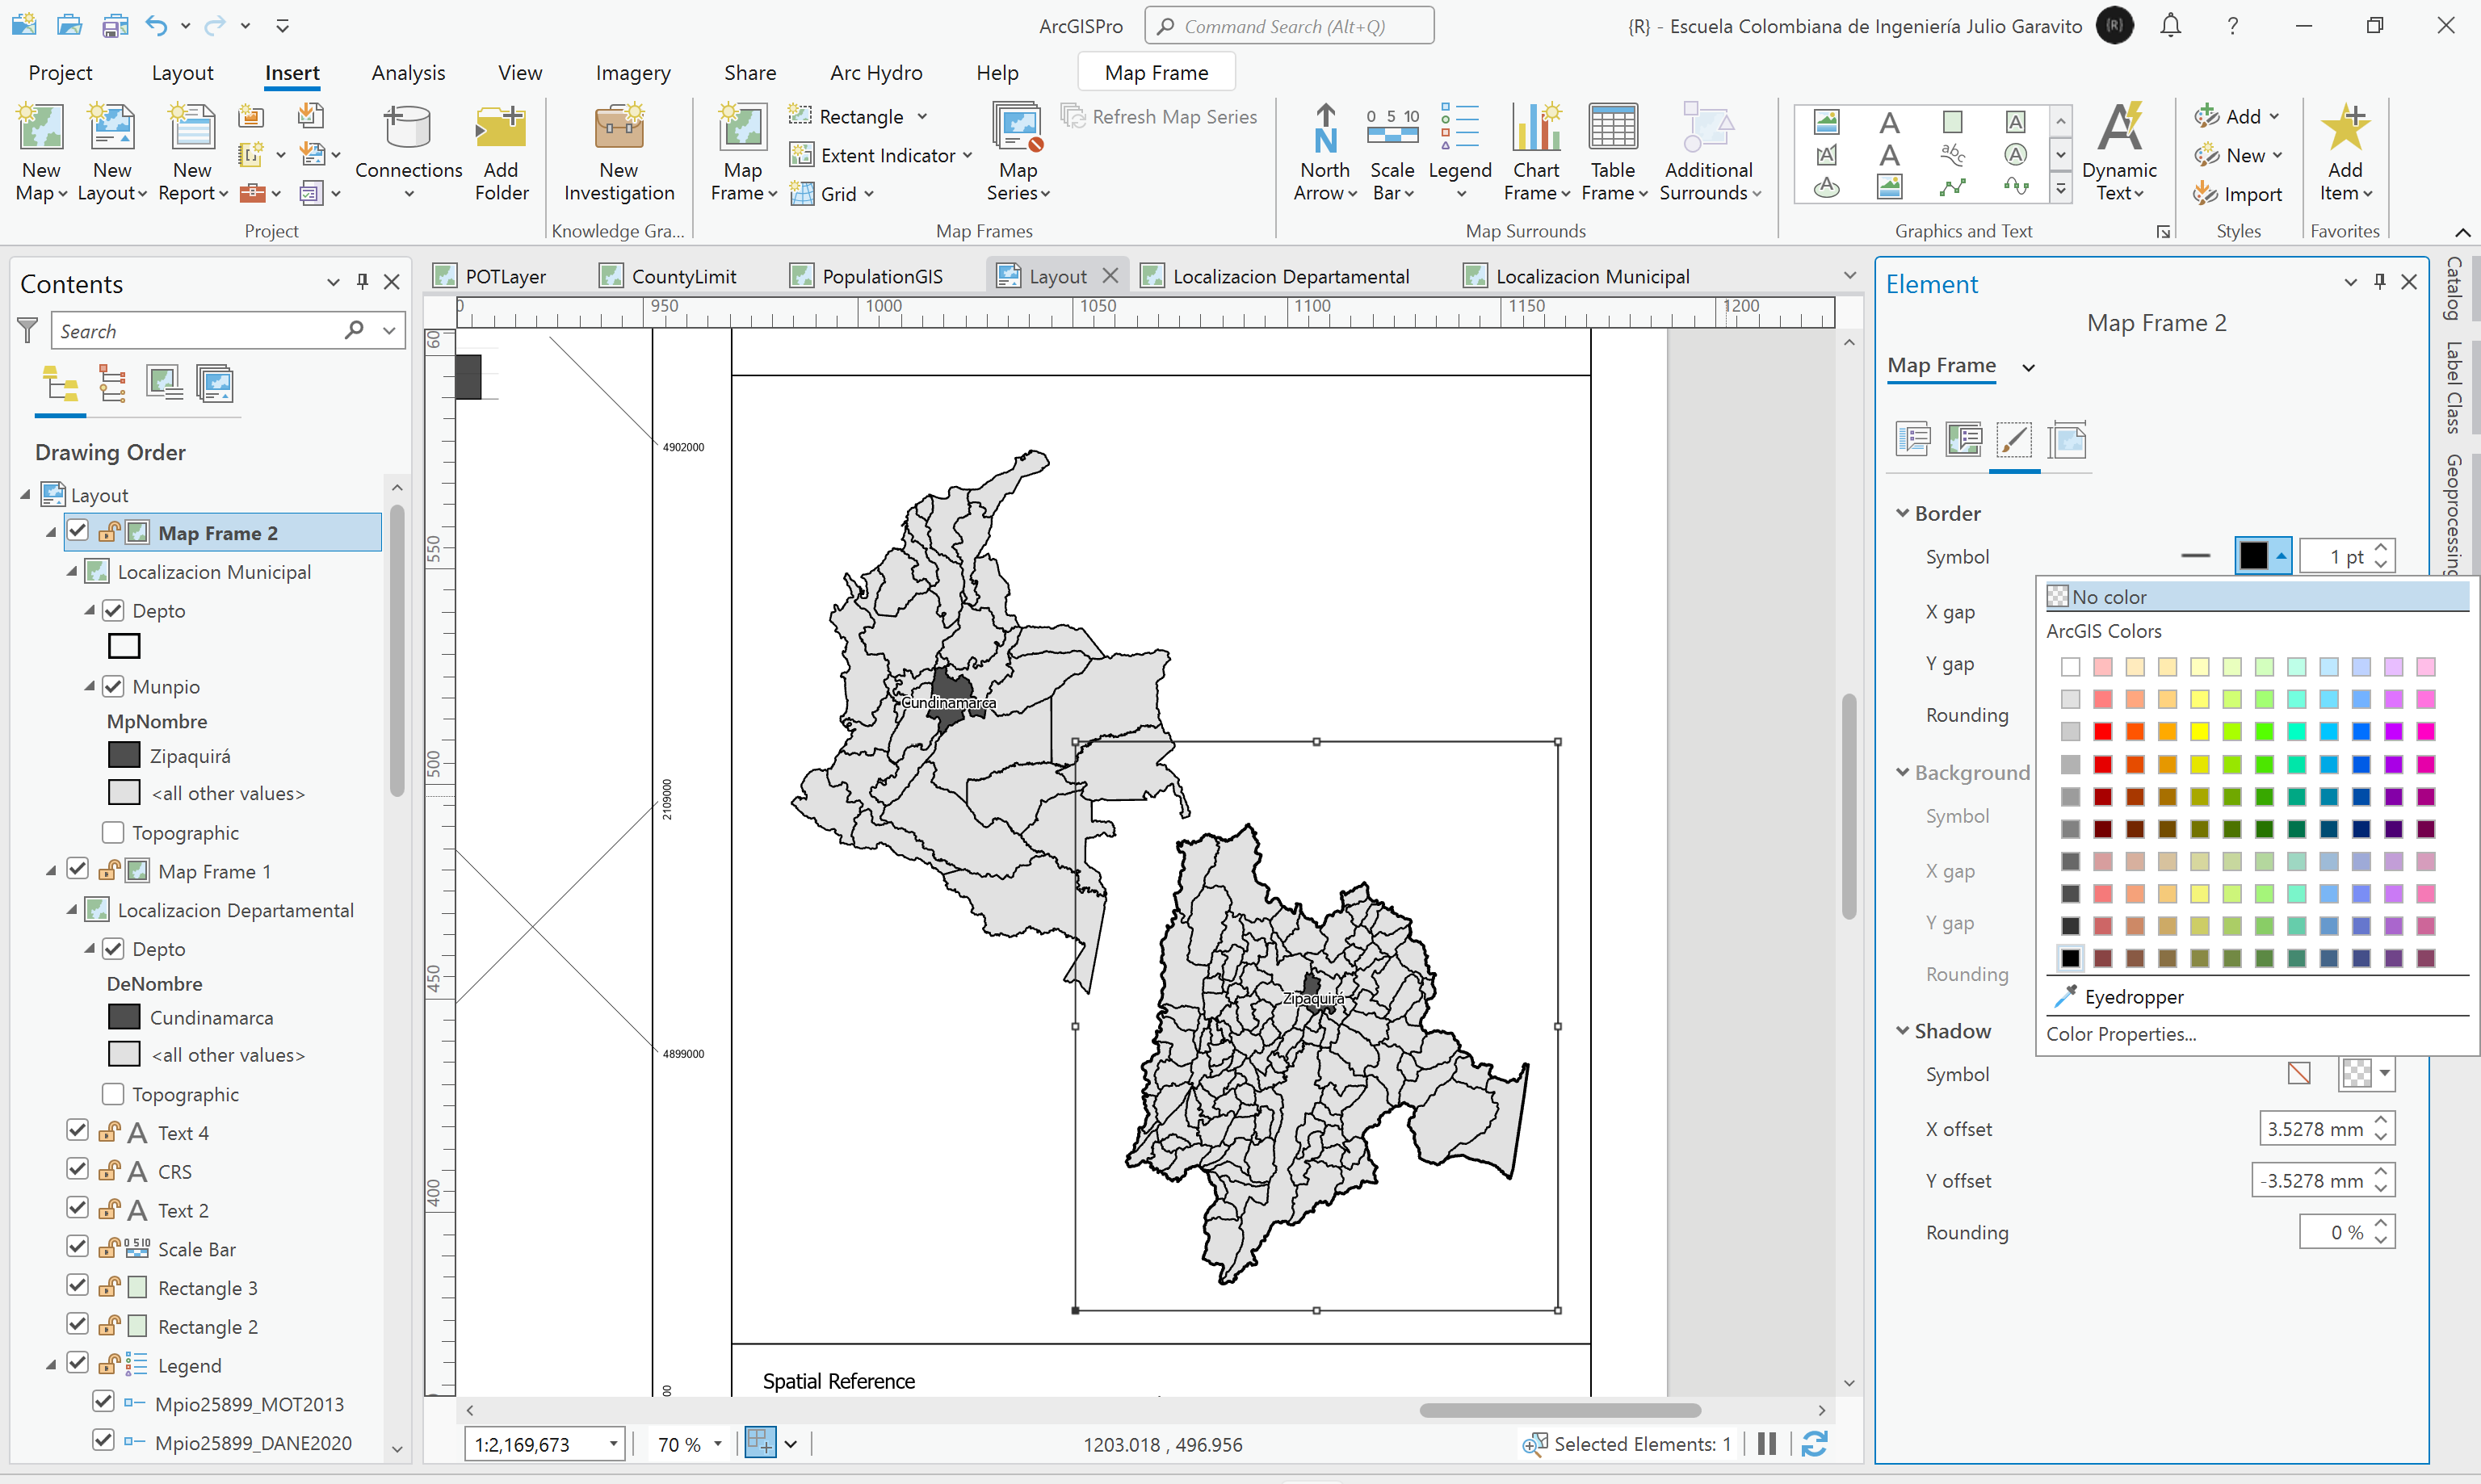 ArcGISPro
Command Search (Alt+Q)
{R} - Escuela Colombiana de Ingeniería Julio Garavito
{R}
?
Project
Layout
Insert
Analysis
View
Imagery
Share
Arc Hydro
Help
Map Frame
New Map
New Layout
New Report
Connections
Add Folder
Project
New Investigation
Knowledge Gra...
Map Frame
Rectangle
Extent Indicator
Grid
Map Series
Refresh Map Series
Map Frames
N
North Arrow
0 5 10
Scale Bar
Legend
Chart Frame
Table Frame
Additional Surrounds
Map Surrounds
Dynamic Text
Graphics and Text
Add
New
Import
Styles
Add Item
Favorites
Contents
Search
Drawing Order
Layout
Map Frame 2
Localizacion Municipal
Depto
Munpio
MpNombre
Zipaquirá
<all other values>
Topographic
Map Frame 1
Localizacion Departamental
Depto
DeNombre
Cundinamarca
<all other values>
Topographic
Text 4
CRS
Text 2
Scale Bar
Rectangle 3
Rectangle 2
Legend
Mpio25899_MOT2013
Mpio25899_DANE2020
POTLayer
CountyLimit
PopulationGIS
Layout
Localizacion Departamental
Localizacion Municipal
950
1000
1050
1100
1150
1200
60
550
500
450
400
4902000
2109000
4899000
00
Cundinamarca
Zipaquirá
Spatial Reference
1:2,169,673
70 %
1203.018 , 496.956
Selected Elements: 1
Element
Map Frame 2
Map Frame
Border
Symbol
1 pt
X gap
Y gap
Rounding
Background
Symbol
X gap
Y gap
Rounding
Shadow
Symbol
X offset
3.5278 mm
Y offset
-3.5278 mm
Rounding
0 %
No color
ArcGIS Colors
Eyedropper
Color Properties...
Catalog
Label Class
Geoprocessing